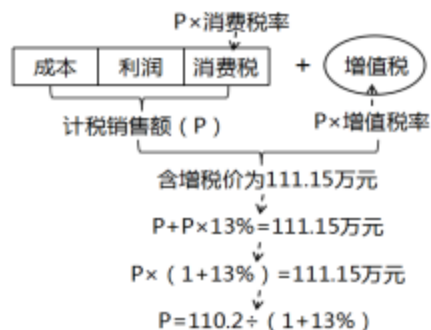 P×消费税率
成本 利润 消费税 + 增值税
计税销售额（P） P×增值税率
含增税价为111.15万元
P+P×13%=111.15万元
P×（1+13%）=111.15万元
P=110.2÷（1+13%）